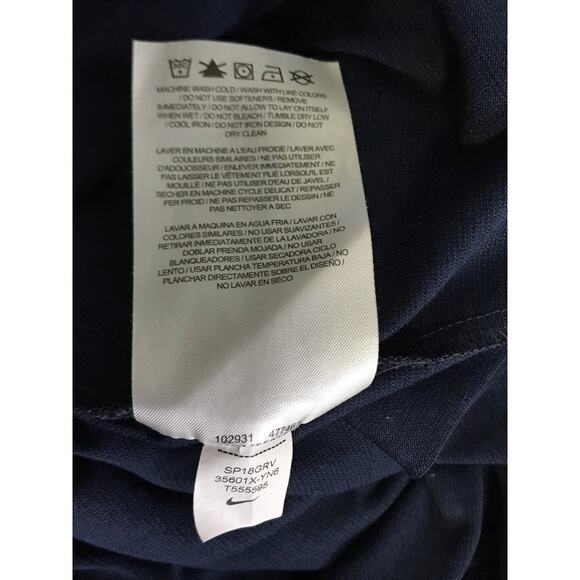 MACHINE WASH COLD / WASH WITH LIKE COLORS
/ DO NOT USE SOFTENERS / REMOVE
IMMEDIATELY / DO NOT ALLOW TO LAY ON ITSELF
WHEN WET / DO NOT BLEACH / TUMBLE DRY LOW
/ COOL IRON / DO NOT IRON DESIGN / DO NOT
DRY CLEAN
LAVER EN MACHINE A L'EAU FROIDE / LAVER AVEC
COULEURS SIMILAIRES / NE PAS UTILISER
D'ADOUCISSEUR / ENLEVER IMMEDIATEMENT / NE
PAS LAISSER LE VÊTEMENT PLIÉ LORSQU'IL EST
MOUILLÉ / NE PAS UTILISER D'EAU DE JAVEL /
SECHER EN MACHINE CYCLE DELICAT / REPASSER
FER FROID / NE PAS REPASSER LE DESSIN / NE
PAS NETTOYER A SEC
LAVAR A MAQUINA EN AGUA FRIA / LAVAR CON
COLORES SIMILARES / NO USAR SUAVIZANTES /
RETIRAR INMEDIATAMENTE DE LA LAVADORA / NO
DOBLAR PRENDA MOJADA / NO USAR
BLANQUEADORES / USAR SECADORA CICLO
LENTO / USAR PLANCHA TEMPERATURA BAJA / NO
PLANCHAR DIRECTAMENTE SOBRE EL DISEÑO /
NO LAVAR EN SECO
102931
SP18GRV
35601X-YN6
T555595